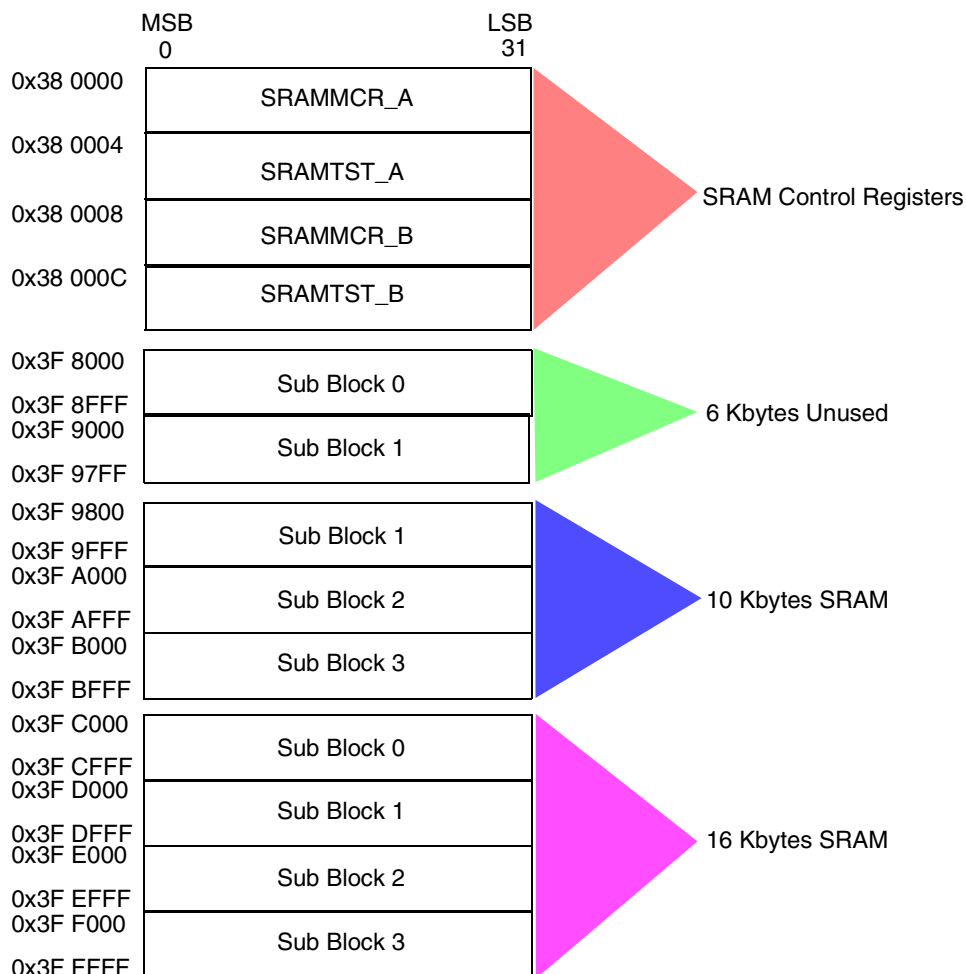 MSB LSB
0 31
0x38 0000
SRAMMCR_A
0x38 0004
SRAMTST_A
SRAM Control Registers
0x38 0008
SRAMMCR_B
0x38 000C
SRAMTST_B
0x3F 8000
Sub Block 0
0x3F 8FFF
6 Kbytes Unused
0x3F 9000
Sub Block 1
0x3F 97FF
0x3F 9800
Sub Block 1
0x3F 9FFF
0x3F A000
Sub Block 2
10 Kbytes SRAM
0x3F AFFF
0x3F B000
Sub Block 3
0x3F BFFF
0x3F C000
Sub Block 0
0x3F CFFF
0x3F D000
Sub Block 1
0x3F DFFF
16 Kbytes SRAM
0x3F E000
Sub Block 2
0x3F EFFF
0x3F F000
Sub Block 3
0x3F FFFF